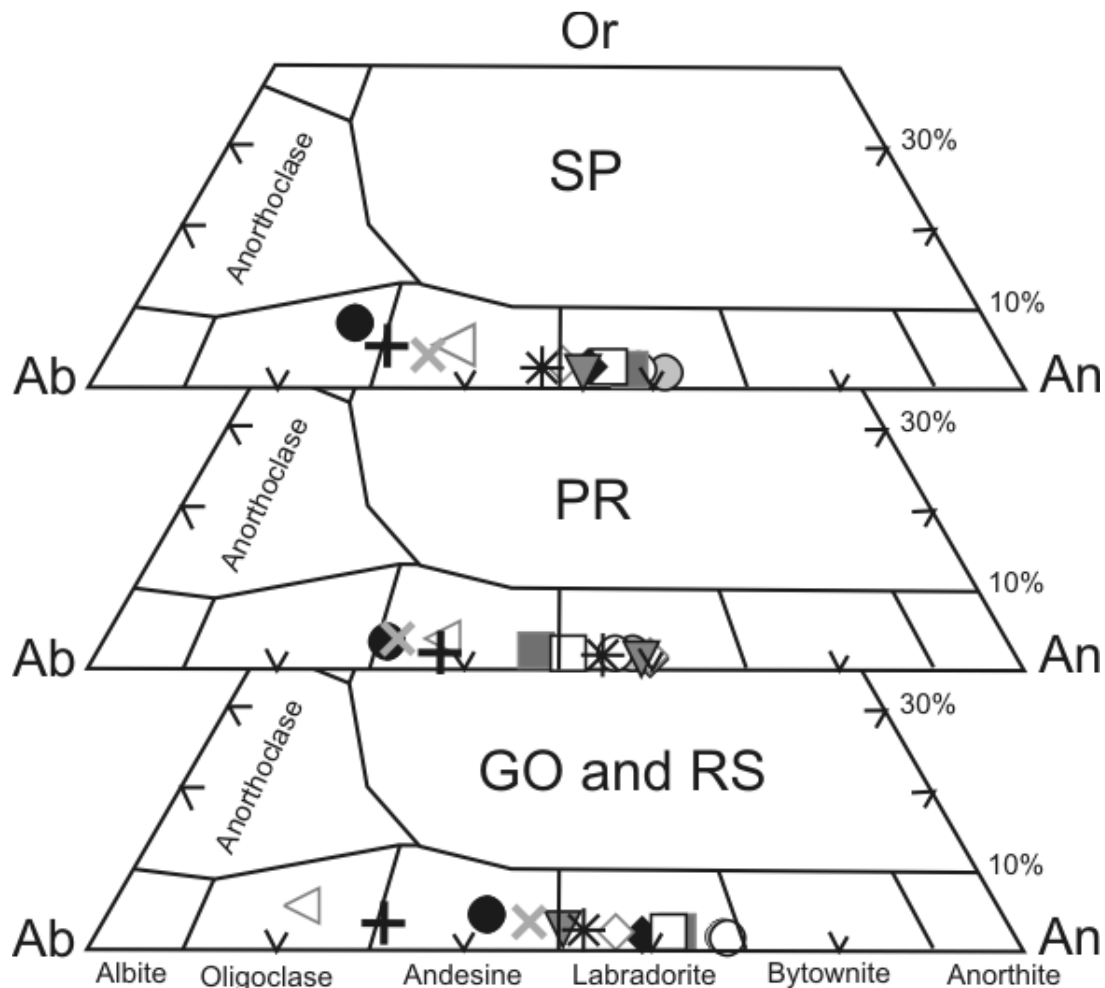 Or
30%
SP
Anorthoclase
10%
Ab
An
30%
PR
Anorthoclase
10%
Ab
An
30%
GO and RS
Anorthoclase
10%
Ab
An
Albite Oligoclase Andesine Labradorite Bytownite Anorthite